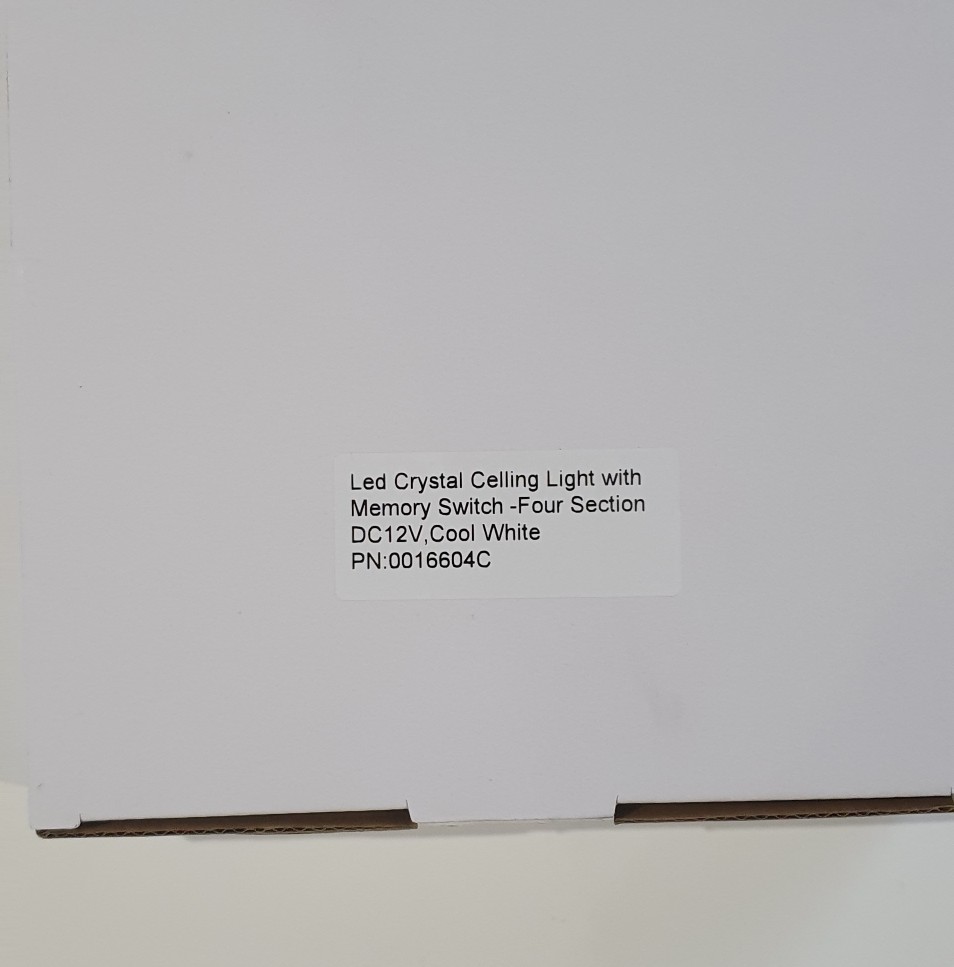 Led Crystal Celling Light with
Memory Switch -Four Section
DC12V,Cool White
PN:0016604C